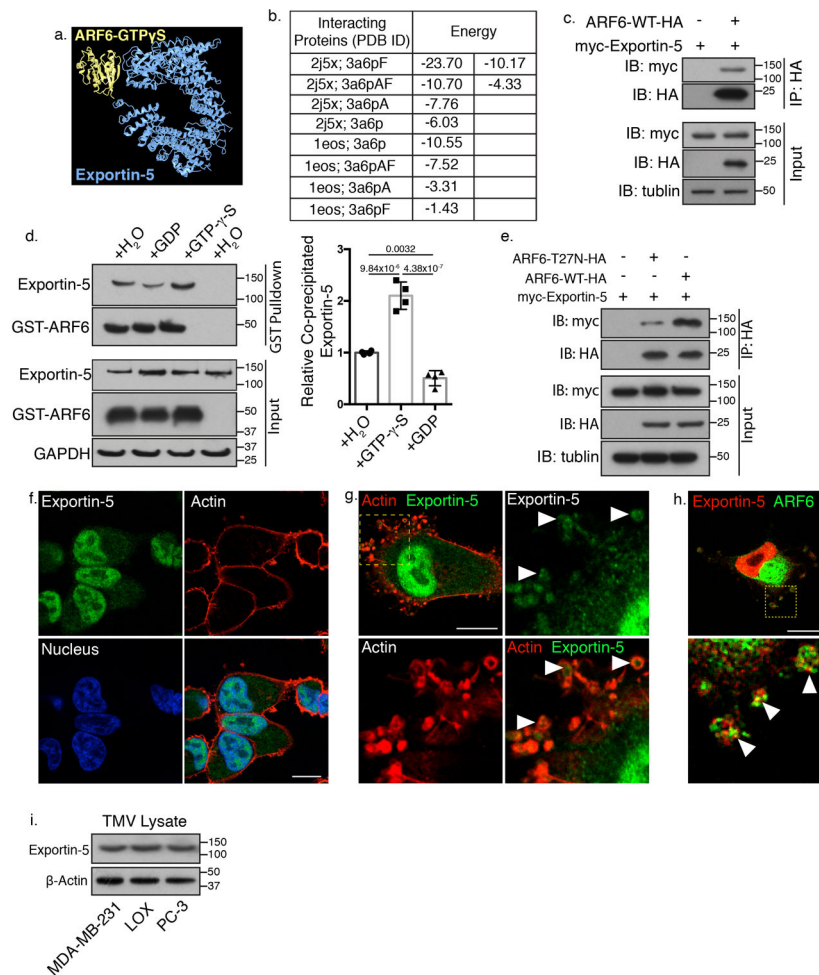 a.
ARF6-GTPγS
Exportin-5
b.
Interacting Proteins (PDB ID) Energy
2j5x; 3a6pF -23.70 -10.17
2j5x; 3a6pAF -10.70 -4.33
2j5x; 3a6pA -7.76
2j5x; 3a6p -6.03
1eos; 3a6p -10.55
1eos; 3a6pAF -7.52
1eos; 3a6pA -3.31
1eos; 3a6pF -1.43
c.
ARF6-WT-HA - +
myc-Exportin-5 + +
IB: myc 150 100
IB: HA 25
IP: HA
IB: myc 150 100
IB: HA 25
IB: tublin 50
Input
d.
+H2O +GDP +GTP-γ-S +H2O
Exportin-5 150 100
GST-ARF6 50
GST Pulldown
Exportin-5 150 100
GST-ARF6 50 37
GAPDH 37 25
Input
Relative Co-precipitated
Exportin-5
3
2
1
0
0.0032
9.84x10-6 4.38x10-7
+H2O
+GTP-γ-S
+GDP
e.
ARF6-T27N-HA - + -
ARF6-WT-HA - - +
myc-Exportin-5 + + +
IB: myc 150 100
IB: HA 25
IP: HA
IB: myc 150 100
IB: HA 25
IB: tublin 50
Input
f.
Exportin-5 Actin
Nucleus
g.
Actin Exportin-5 Exportin-5
Actin Actin Exportin-5
h.
Exportin-5 ARF6
i.
TMV Lysate
Exportin-5 150 100
β-Actin 50 37
MDA-MB-231
LOX
PC-3